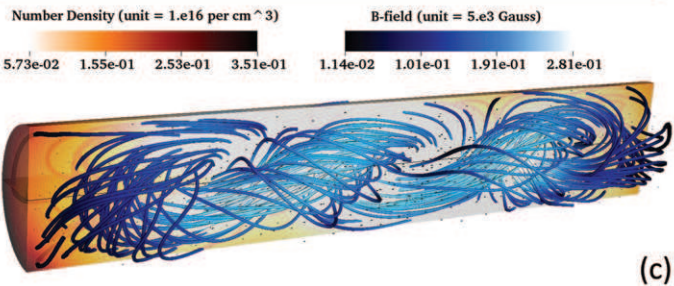 Number Density (unit = 1.e16 per cm^3)
B-field (unit = 5.e3 Gauss)
5.73e-02 1.55e-01 2.53e-01 3.51e-01
1.14e-02 1.01e-01 1.91e-01 2.81e-01
(c)